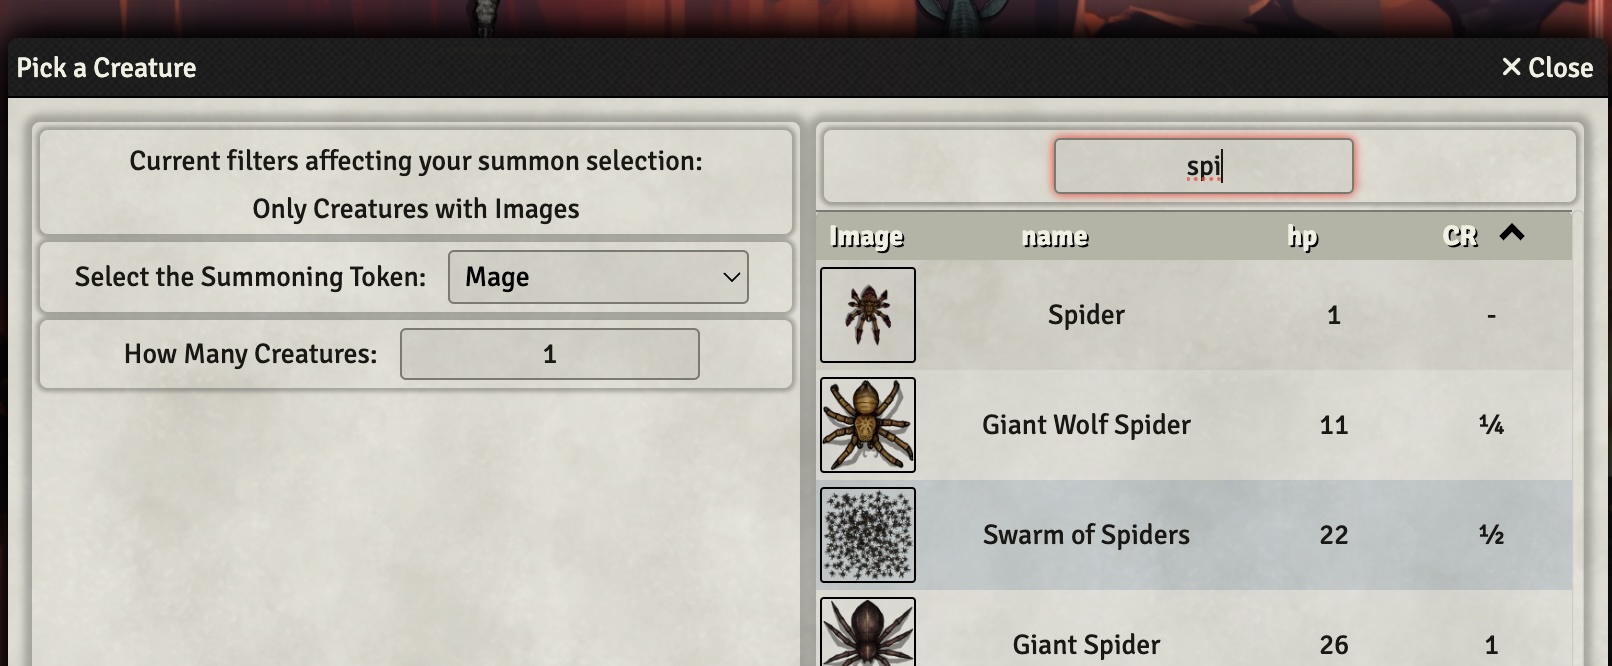 Pick a Creature
× Close
Current filters affecting your summon selection:
Only Creatures with Images
Select the Summoning Token: Mage
How Many Creatures: 1
spi
Image name hp CR
Spider 1 -
Giant Wolf Spider 11 ¼
Swarm of Spiders 22 ½
Giant Spider 26 1